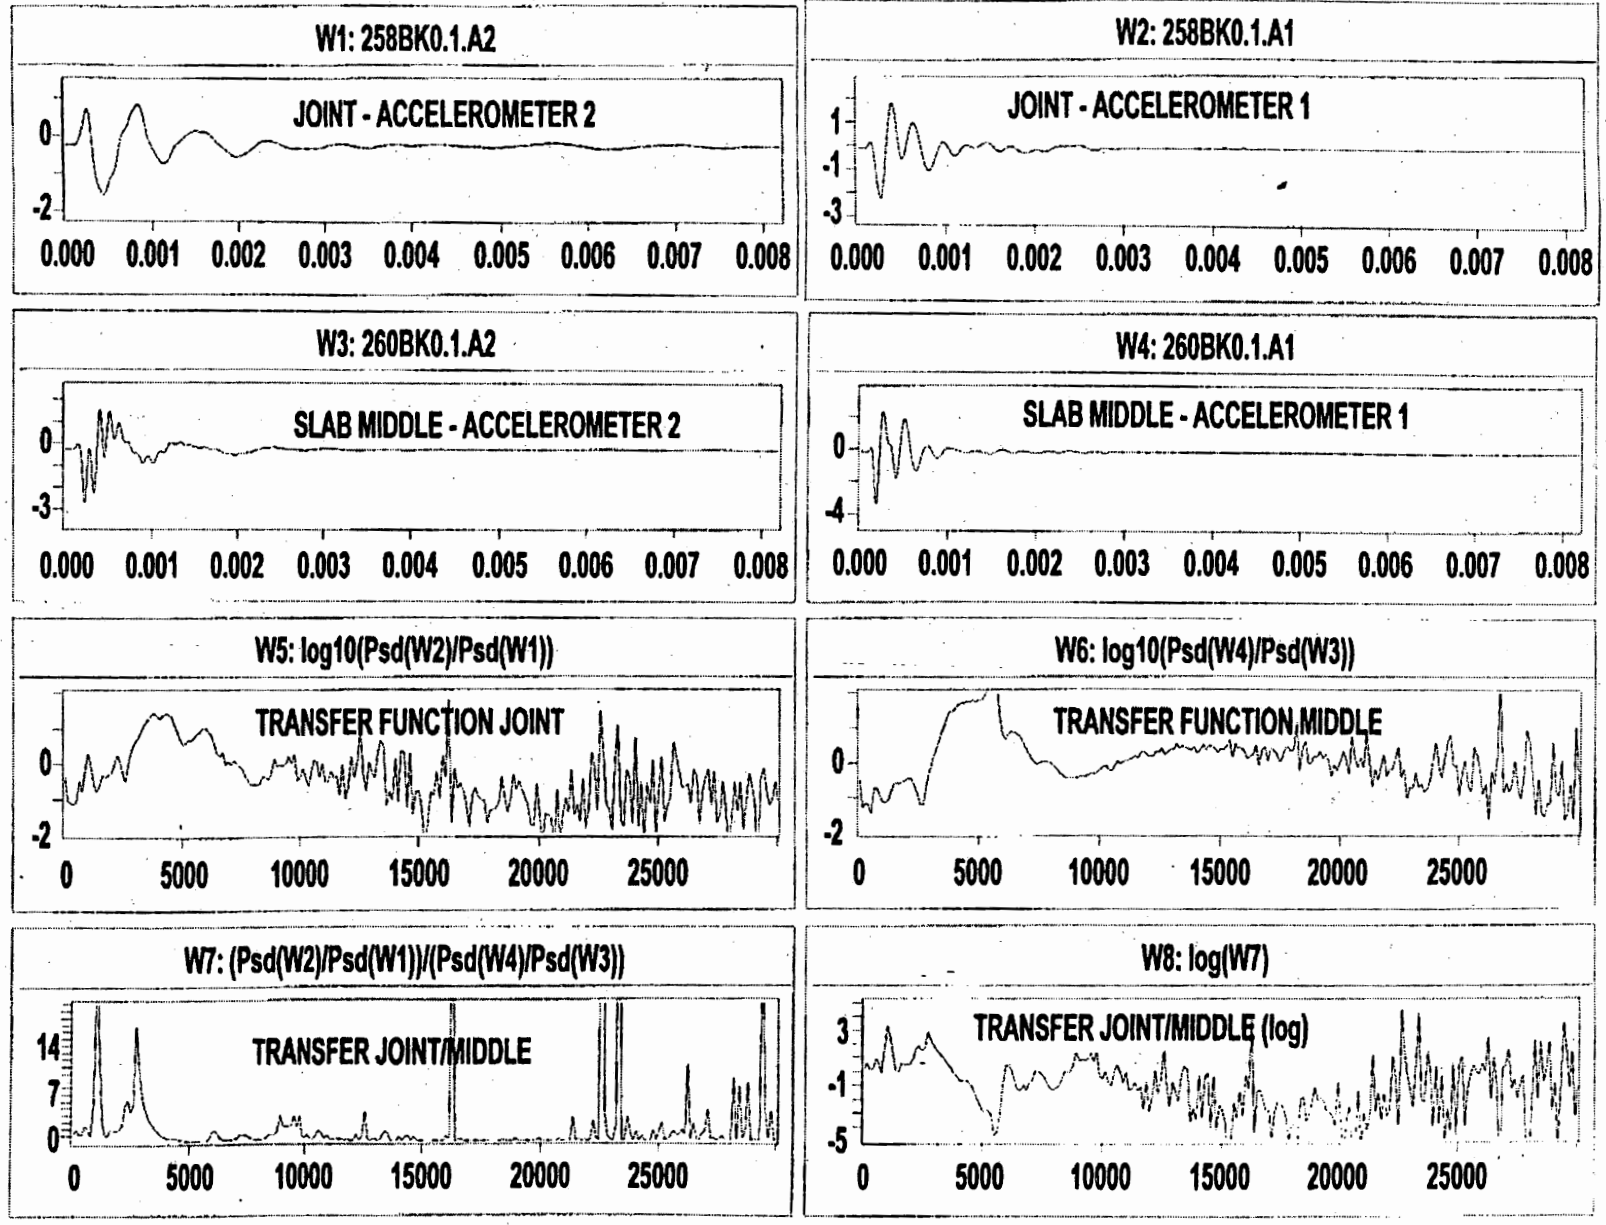 W1: 258BK0.1.A2
JOINT - ACCELEROMETER 2
0
-2
0.000 0.001 0.002 0.003 0.004 0.005 0.006 0.007 0.008
W2: 258BK0.1.A1
JOINT - ACCELEROMETER 1
1
-1
-3
0.000 0.001 0.002 0.003 0.004 0.005 0.006 0.007 0.008
W3: 260BK0.1.A2
SLAB MIDDLE - ACCELEROMETER 2
0
-3
0.000 0.001 0.002 0.003 0.004 0.005 0.006 0.007 0.008
W4: 260BK0.1.A1
SLAB MIDDLE - ACCELEROMETER 1
0
-4
0.000 0.001 0.002 0.003 0.004 0.005 0.006 0.007 0.008
W5: log10(Psd(W2)/Psd(W1))
TRANSFER FUNCTION JOINT
0
-2
0 5000 10000 15000 20000 25000
W6: log10(Psd(W4)/Psd(W3))
TRANSFER FUNCTION MIDDLE
0
-2
0 5000 10000 15000 20000 25000
W7: (Psd(W2)/Psd(W1))/(Psd(W4)/Psd(W3))
TRANSFER JOINT/MIDDLE
14
7
0
0 5000 10000 15000 20000 25000
W8: log(W7)
TRANSFER JOINT/MIDDLE (log)
3
-1
-5
0 5000 10000 15000 20000 25000